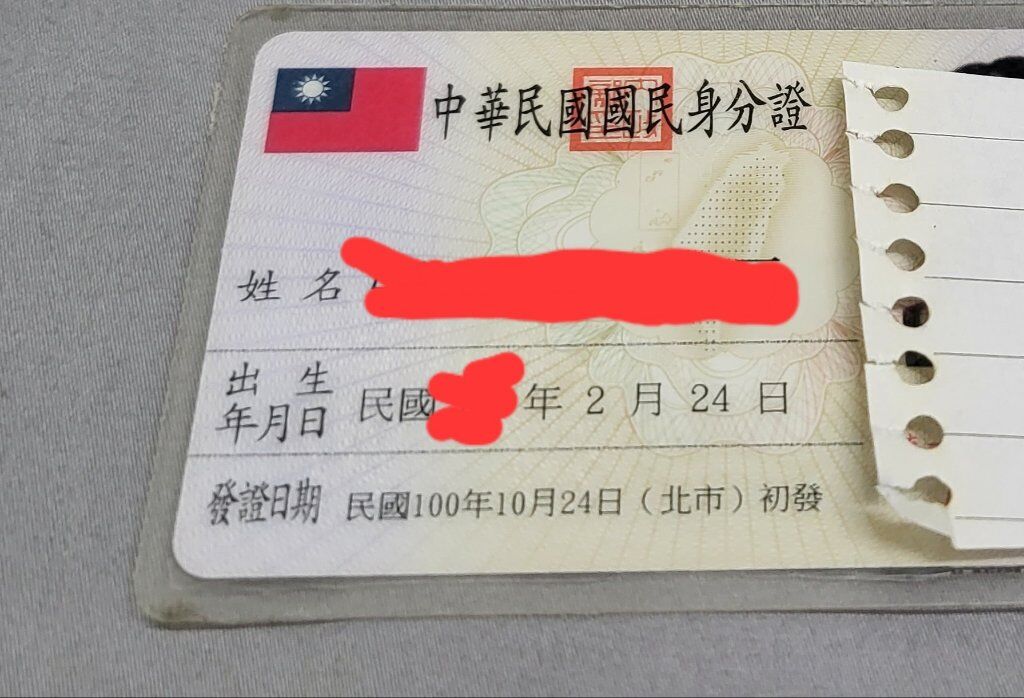 中華民國國民身分證
姓名
出生年月日 民國 年 2 月 24 日
發證日期 民國100年10月24日（北市）初發